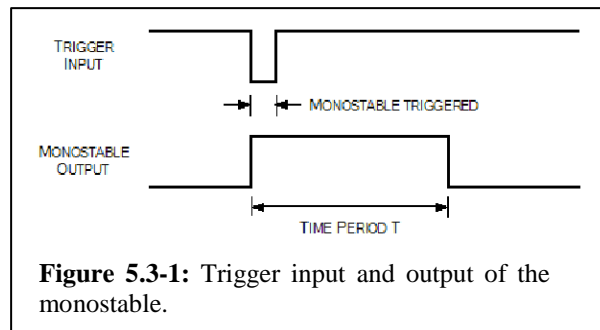 TRIGGER
INPUT
MONOSTABLE TRIGGERED
MONOSTABLE
OUTPUT
TIME PERIOD T
Figure 5.3-1: Trigger input and output of the
monostable.